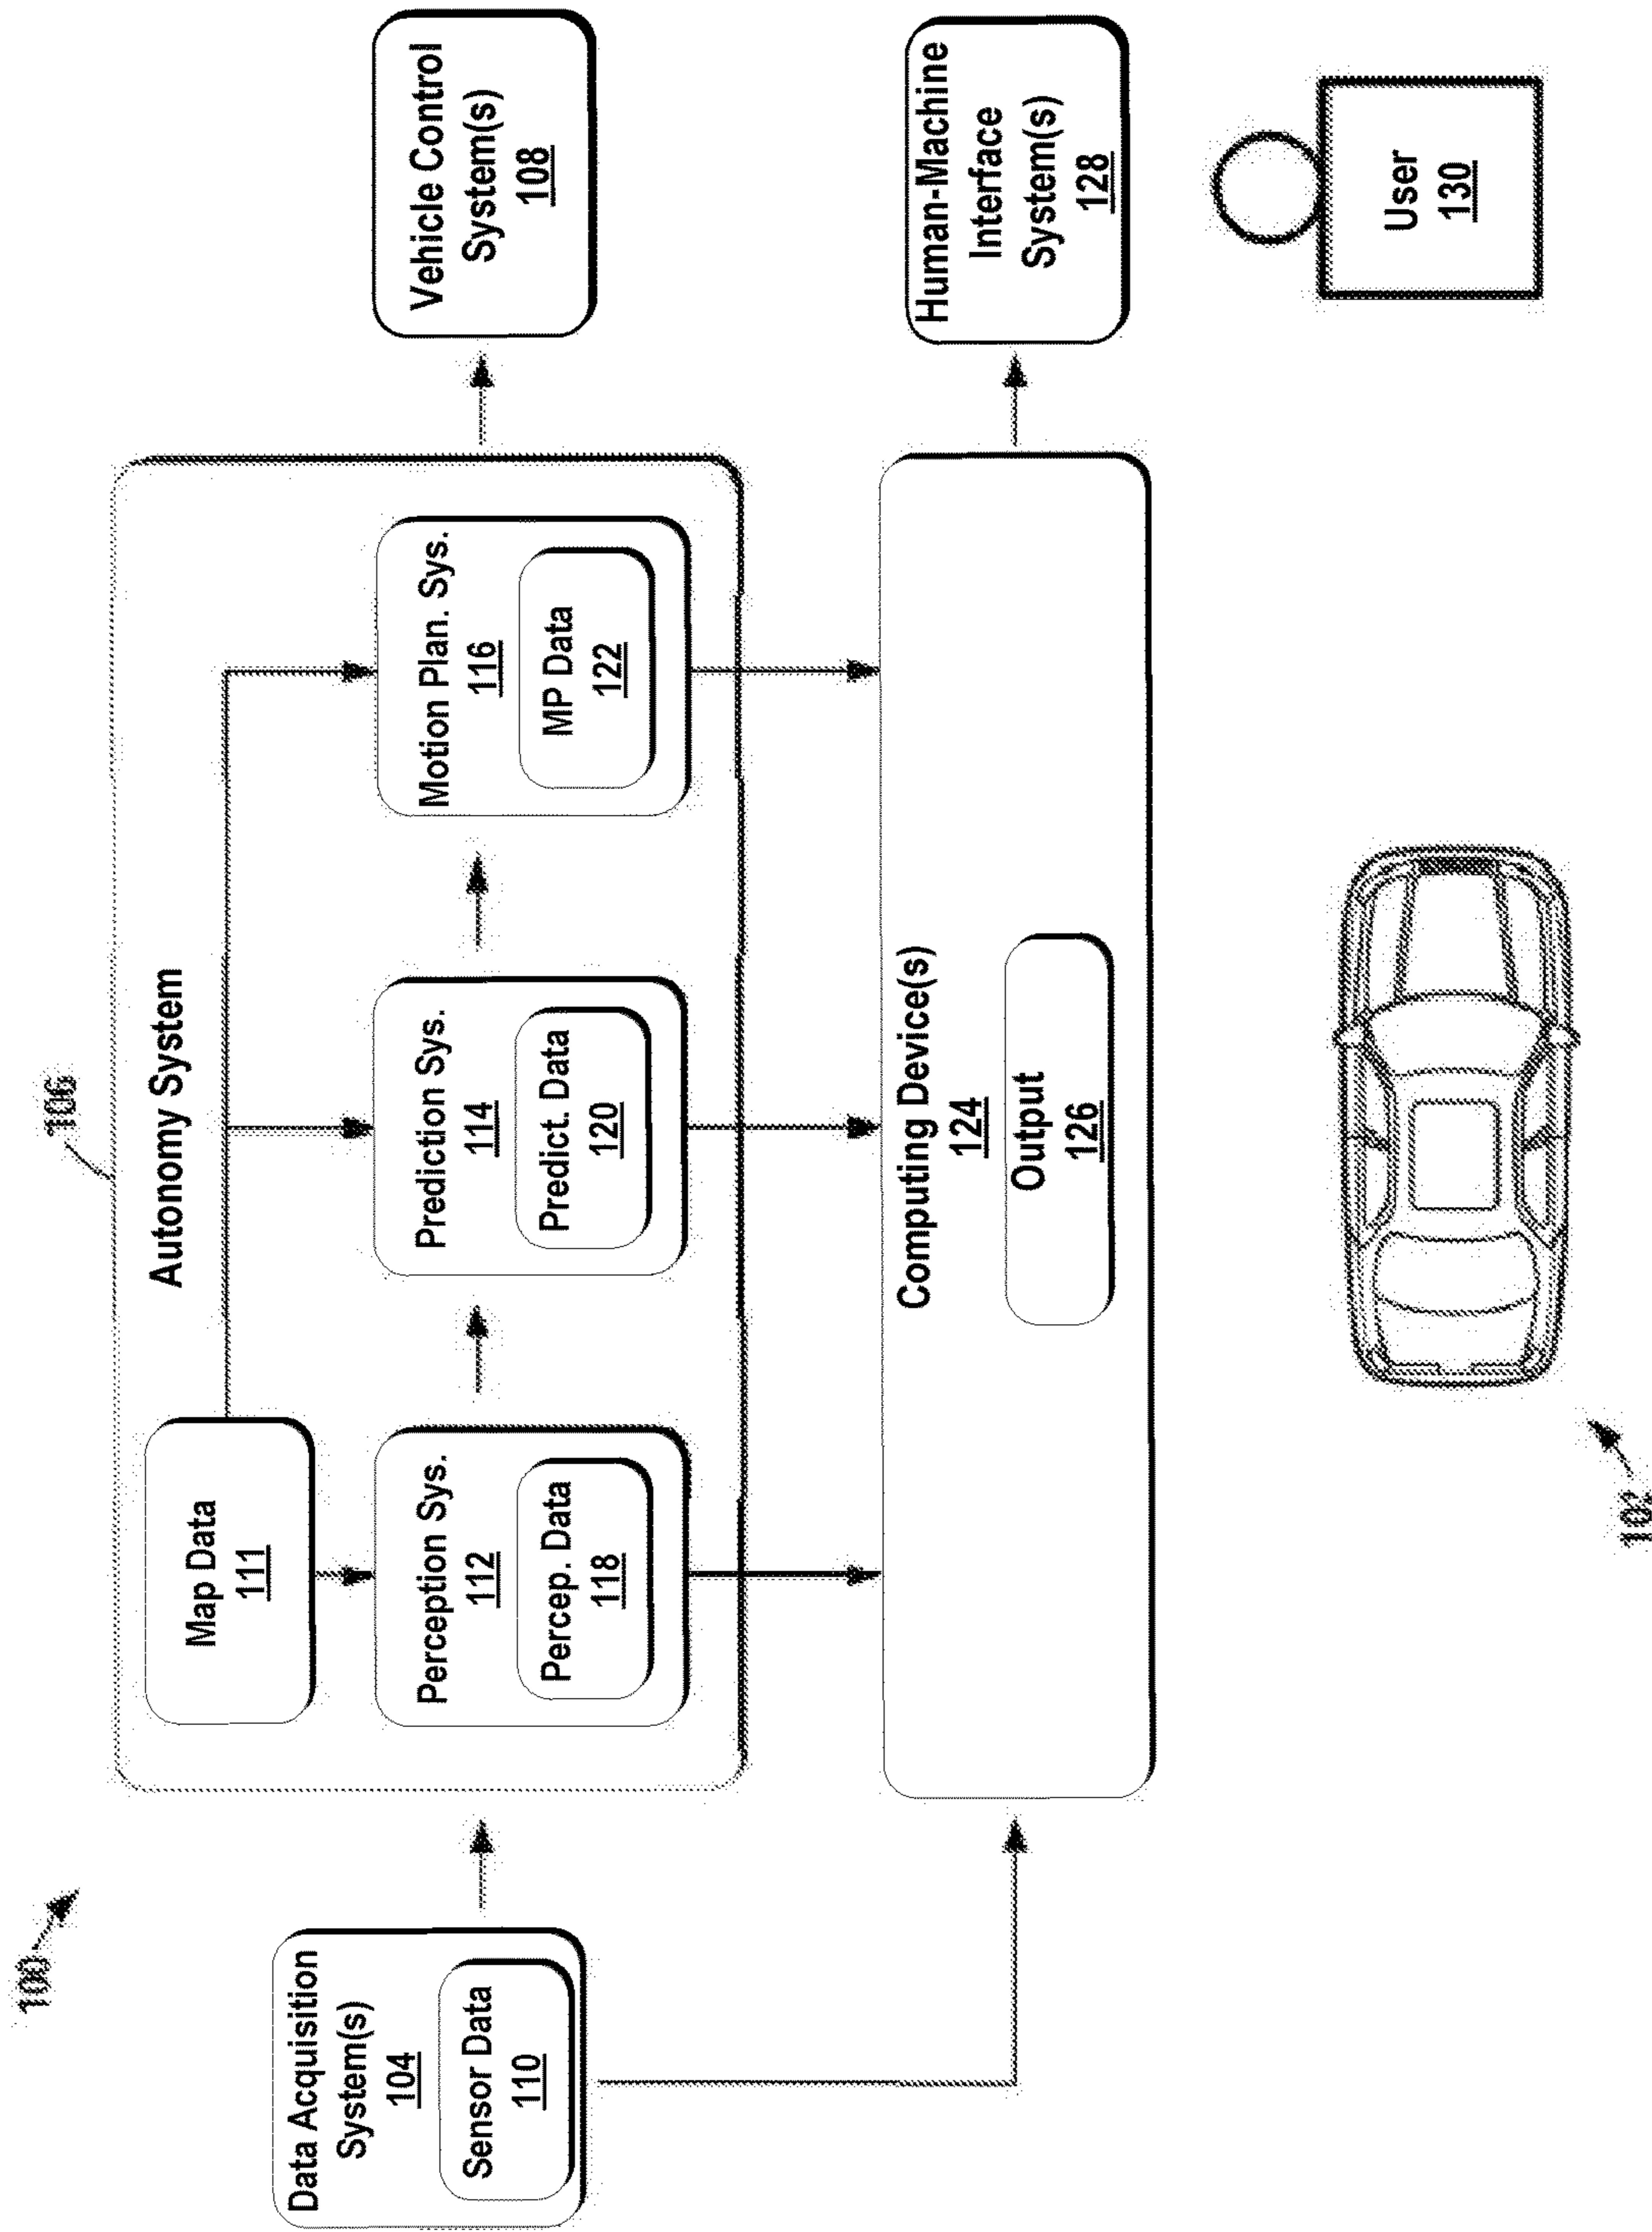 100
106
Autonomy System
Data Acquisition
System(s)
104
Sensor Data
110
Map Data
111
Perception Sys.
112
Percep. Data
118
Prediction Sys.
114
Predict. Data
120
Motion Plan. Sys.
116
MP Data
122
Vehicle Control
System(s)
108
Computing Device(s)
124
Output
126
Human-Machine
Interface
System(s)
128
102
User
130